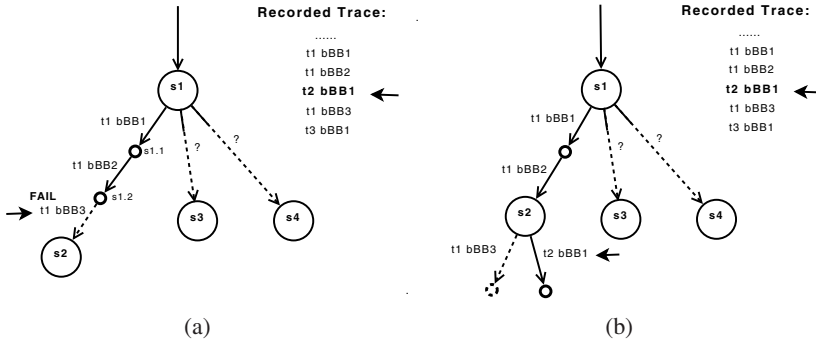 Recorded Trace:
......
t1 bBB1
t1 bBB2
t2 bBB1
t1 bBB3
t3 bBB1
s1
t1 bBB1
?
?
s1.1
t1 bBB2
s1.2
FAIL
t1 bBB3
s2
s3
s4
(a)
Recorded Trace:
......
t1 bBB1
t1 bBB2
t2 bBB1
t1 bBB3
t3 bBB1
s1
t1 bBB1
?
?
t1 bBB2
s2
s3
s4
t1 bBB3
t2 bBB1
(b)